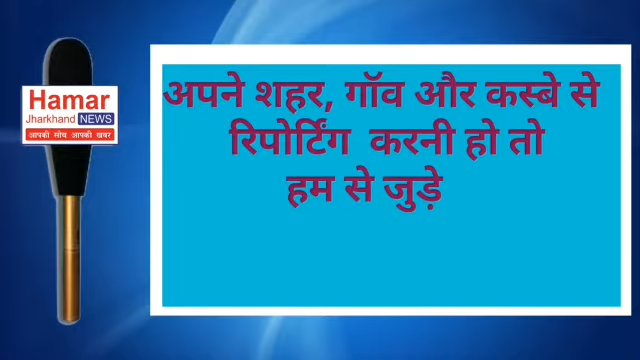 Hamar
Jharkhand NEWS
आपकी सोच आपकी खबर
अपने शहर, गॉव और कस्बे से
रिपोर्टिंग करनी हो तो
हम से जुड़े